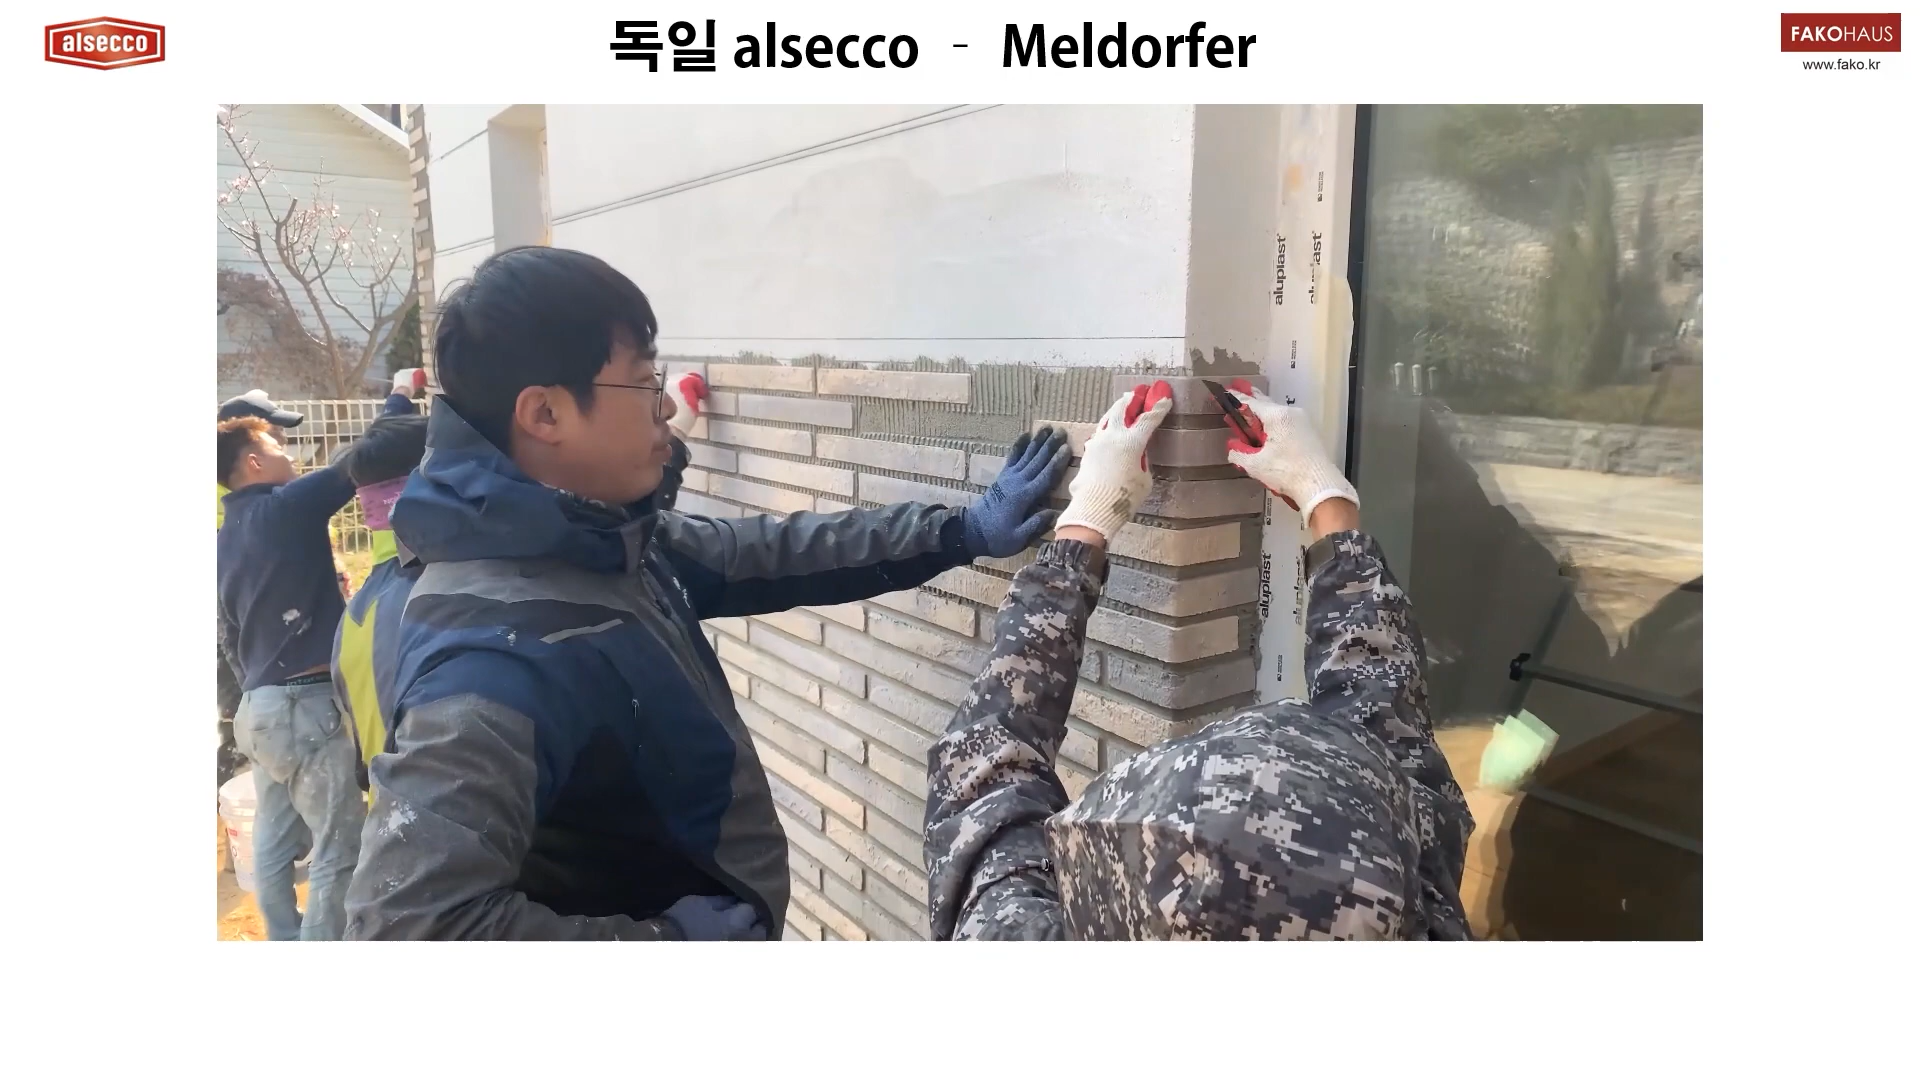 alsecco
독일 alsecco - Meldorfer
FAKOHAUS
www.fako.kr
aluplast
aluplast
aluplast
aluplast